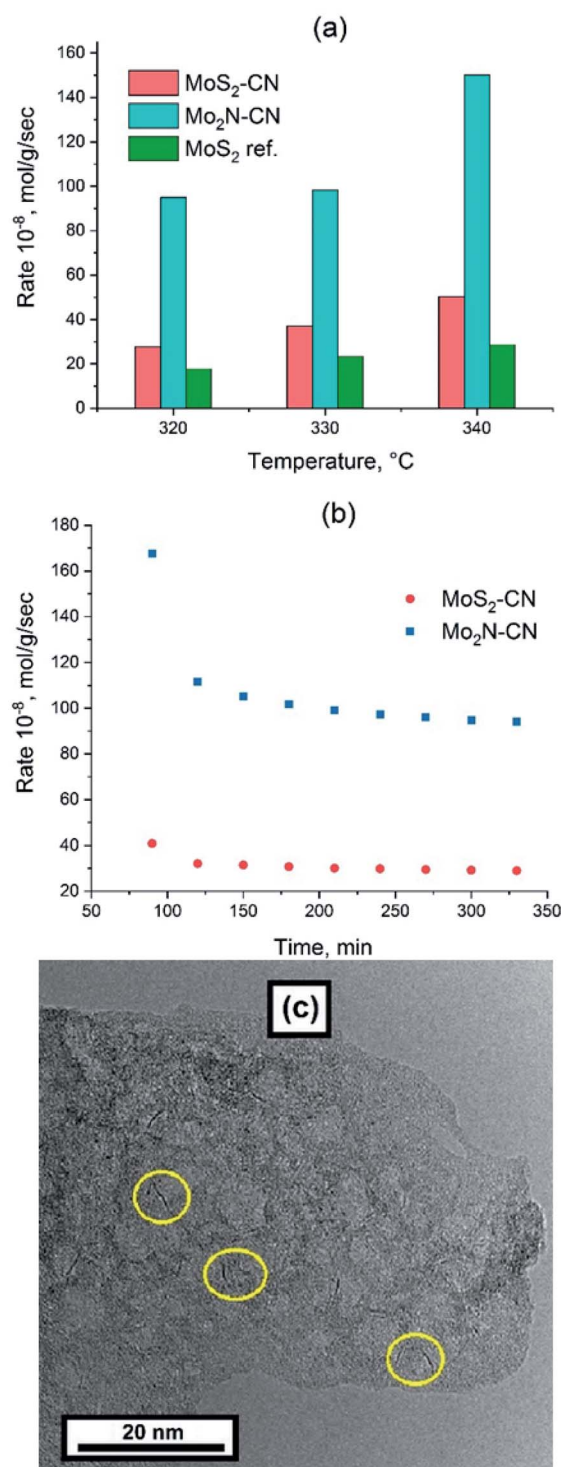 (a)
160
140
120
100
80
60
40
20
0
Rate 10⁻⁸, mol/g/sec
MoS₂-CN
Mo₂N-CN
MoS₂ ref.
320 330 340
Temperature, °C
(b)
180
160
140
120
100
80
60
40
20
Rate 10⁻⁸, mol/g/sec
MoS₂-CN
Mo₂N-CN
50 100 150 200 250 300 350
Time, min
(c)
20 nm